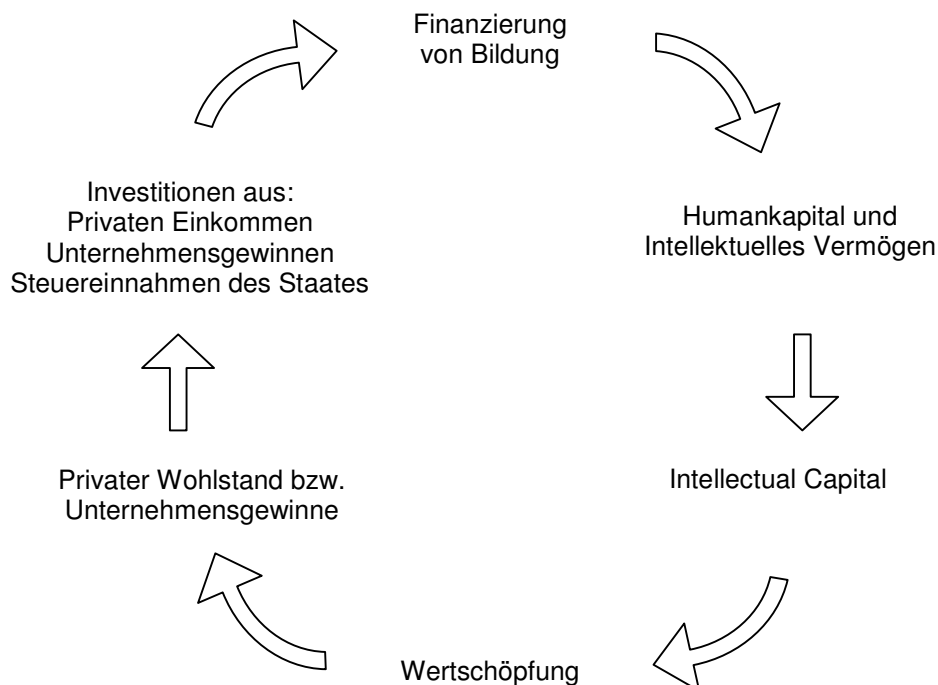 Finanzierung
von Bildung
Humankapital und
Intellektuelles Vermögen
Intellectual Capital
Wertschöpfung
Privater Wohlstand bzw.
Unternehmensgewinne
Investitionen aus:
Privaten Einkommen
Unternehmensgewinnen
Steuereinnahmen des Staates